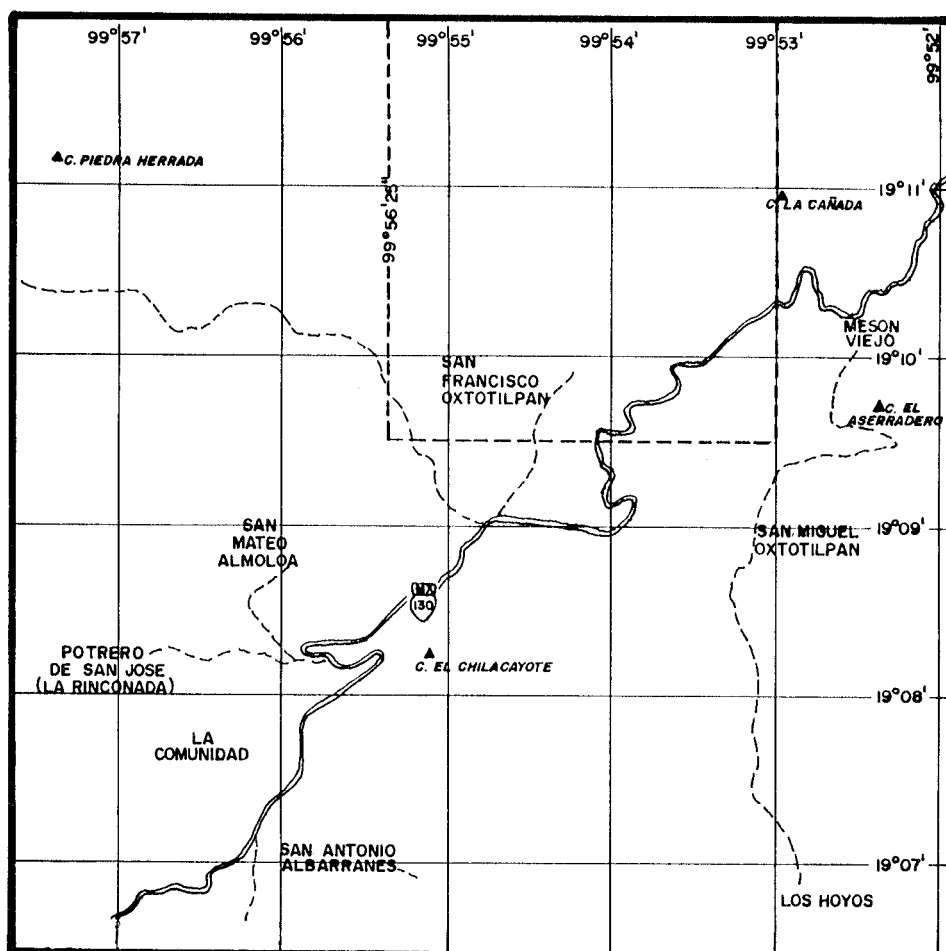 99°57' 99°56' 99°55' 99°54' 99°53' 99°52'
C. PIEDRA HERRADA
99°56'25"
19°11'
C. LA CAÑADA
MESON
VIEJO
19°10'
SAN
FRANCISCO
OXTOTILPAN
C. EL
ASERRADERO
SAN
MATEO
ALMOLOA
19°09'
SAN MIGUEL
OXTOTILPAN
MX
130
POTRERO
DE SAN JOSE
(LA RINCONADA)
C. EL CHILACAYOTE
19°08'
LA
COMUNIDAD
SAN ANTONIO
ALBARRANES
19°07'
LOS HOYOS